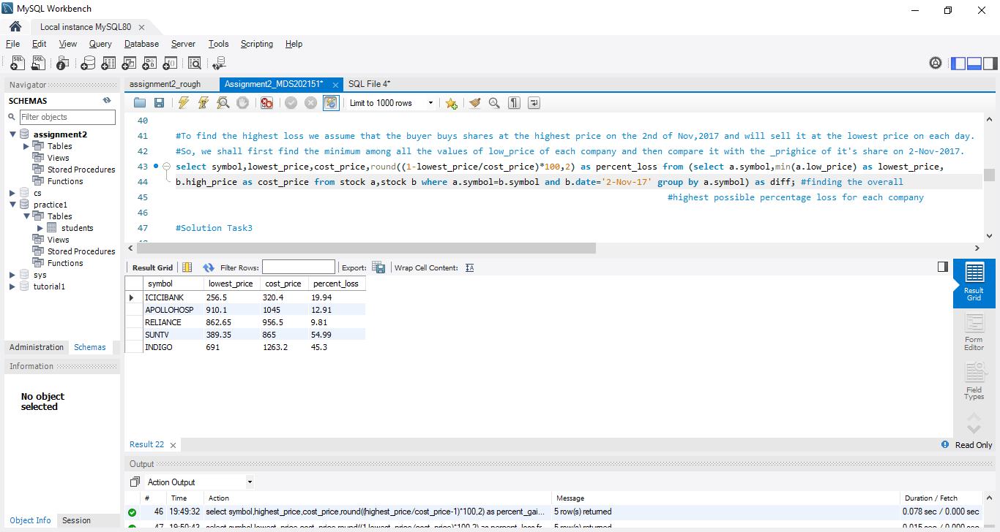 MySQL Workbench
Local instance MySQL80
File Edit View Query Database Server Tools Scripting Help
Navigator
SCHEMAS
Filter objects
assignment2
Tables
Views
Stored Procedures
Functions
cs
practice1
Tables
students
Views
Stored Procedures
Functions
sys
tutorial1
Administration Schemas
Information
No object
selected
Object Info Session
assignment2_rough Assignment2_MDS202151* SQL File 4*
Limit to 1000 rows
40
41 #To find the highest loss we assume that the buyer buys shares at the highest price on the 2nd of Nov,2017 and will sell it at the lowest price on each day.
42 #So, we shall first find the minimum among all the values of low_price of each company and then compare it with the _prighice of it's share on 2-Nov-2017.
43 select symbol,lowest_price,cost_price,round((1-lowest_price/cost_price)*100,2) as percent_loss from (select a.symbol,min(a.low_price) as lowest_price,
44 b.high_price as cost_price from stock a,stock b where a.symbol=b.symbol and b.date='2-Nov-17' group by a.symbol) as diff; #finding the overall
45 #highest possible percentage loss for each company
46
47 #Solution Task3
Result Grid Filter Rows: Export: Wrap Cell Content:
symbol lowest_price cost_price percent_loss
ICICIBANK 256.5 320.4 19.94
APOLLOHOSP 910.1 1045 12.91
RELIANCE 862.65 956.5 9.81
SUNTV 389.35 865 54.99
INDIGO 691 1263.2 45.3
Result
Grid
Form
Editor
Field
Types
Result 22
Read Only
Output
Action Output
# Time Action Message Duration / Fetch
46 19:49:32 select symbol,highest_price,cost_price,round((highest_price/cost_price-1)*100,2) as percent_gai... 5 row(s) returned 0.078 sec / 0.000 sec
47 19:50:43 select symbol,lowest_price,cost_price,round((1-lowest_price/cost_price)*100,2) as percent_loss fr... 5 row(s) returned 0.015 sec / 0.000 sec